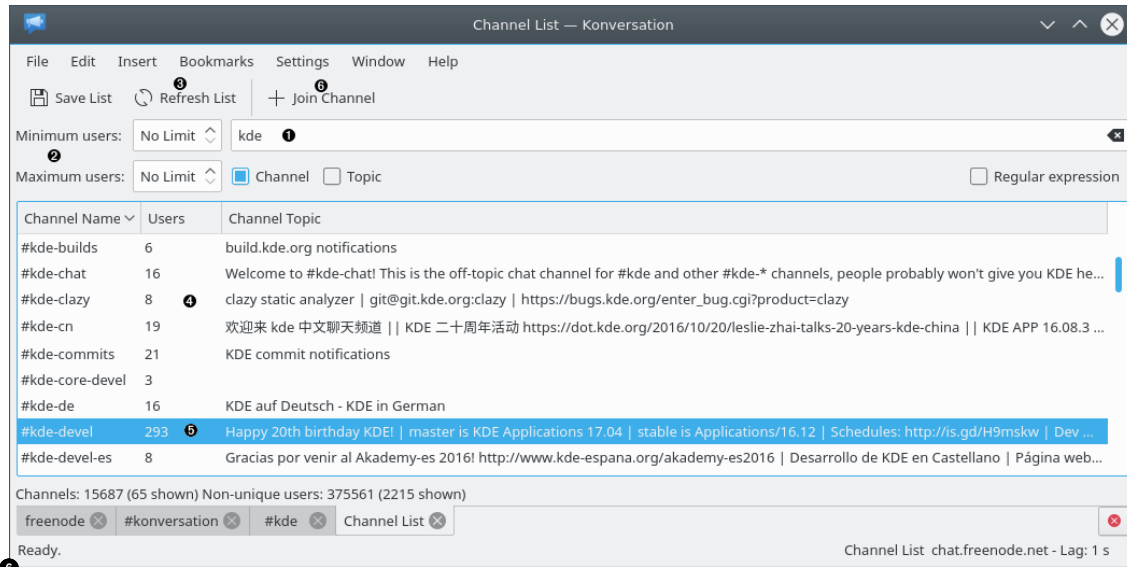 Channel List — Konversation
File Edit Insert Bookmarks Settings Window Help
❸ ❻
Save List Refresh List Join Channel
Minimum users: No Limit kde ❶
❷
Maximum users: No Limit Channel Topic Regular expression
Channel Name Users Channel Topic
#kde-builds 6 build.kde.org notifications
#kde-chat 16 Welcome to #kde-chat! This is the off-topic chat channel for #kde and other #kde-* channels, people probably won't give you KDE he...
#kde-clazy 8 ❹ clazy static analyzer | git@git.kde.org:clazy | https://bugs.kde.org/enter_bug.cgi?product=clazy
#kde-cn 19 欢迎来 kde 中文聊天频道 || KDE 二十周年活动 https://dot.kde.org/2016/10/20/leslie-zhai-talks-20-years-kde-china || KDE APP 16.08.3 ...
#kde-commits 21 KDE commit notifications
#kde-core-devel 3
#kde-de 16 KDE auf Deutsch - KDE in German
#kde-devel 293 ❺ Happy 20th birthday KDE! | master is KDE Applications 17.04 | stable is Applications/16.12 | Schedules: http://is.gd/H9mskw | Dev ...
#kde-devel-es 8 Gracias por venir al Akademy-es 2016! http://www.kde-espana.org/akademy-es2016 | Desarrollo de KDE en Castellano | Página web...
Channels: 15687 (65 shown) Non-unique users: 375561 (2215 shown)
freenode #konversation #kde Channel List
Ready. Channel List chat.freenode.net - Lag: 1 s
❻